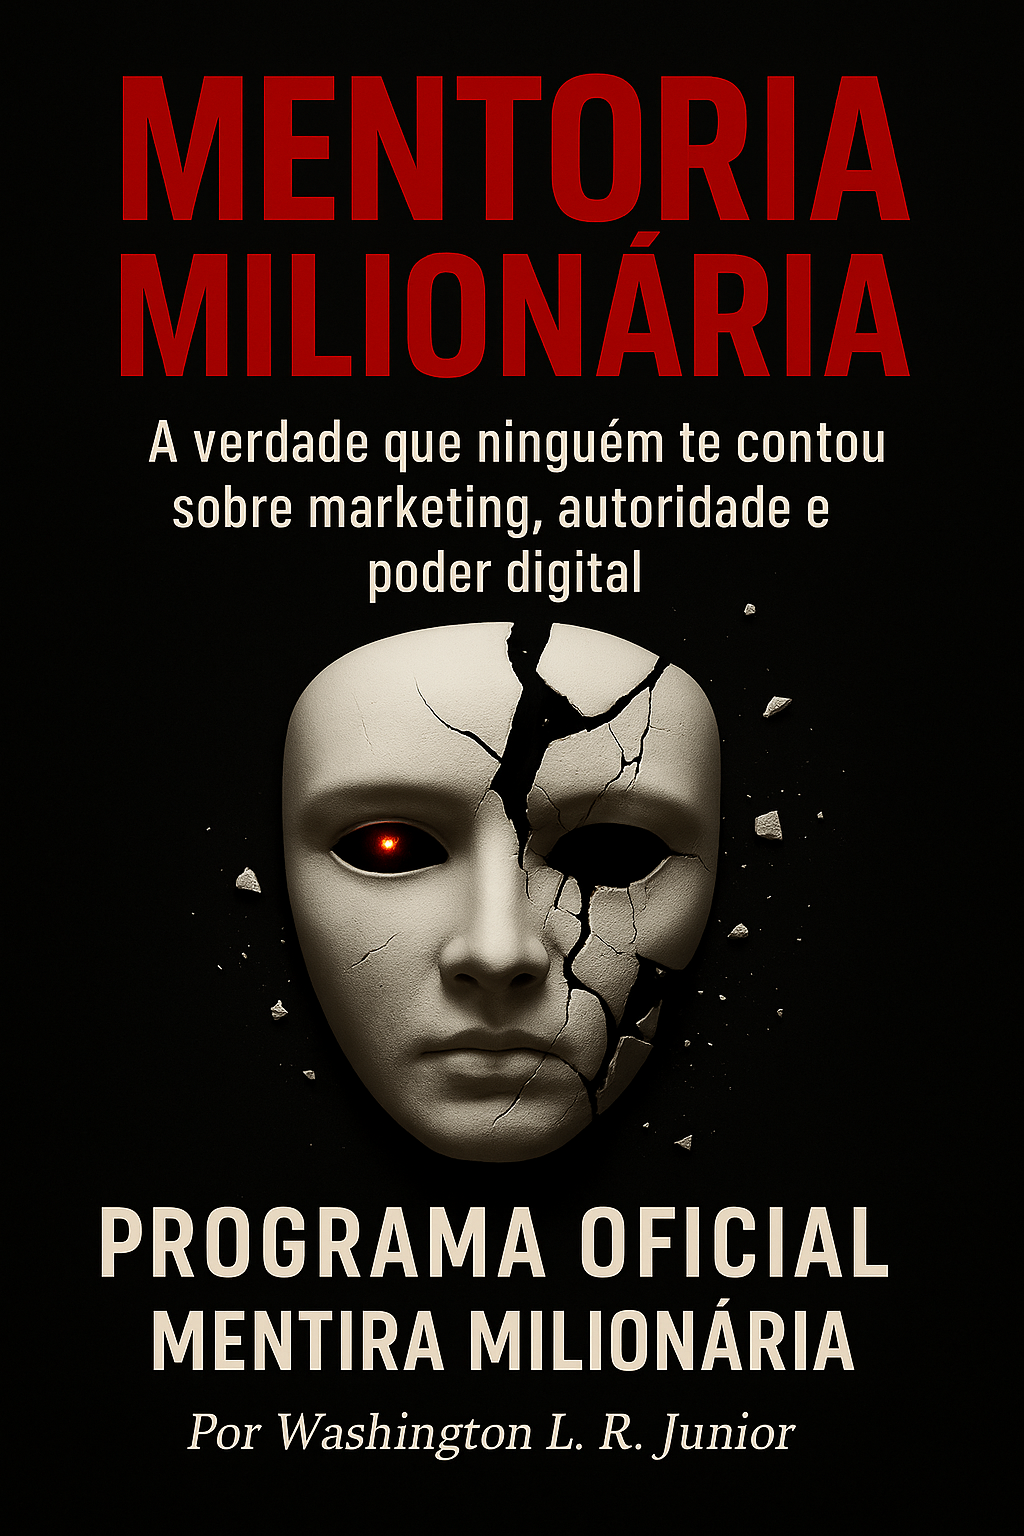 MENTORIA
MILIONÁRIA
A verdade que ninguém te contou
sobre marketing, autoridade e
poder digital
PROGRAMA OFICIAL
MENTIRA MILIONÁRIA
Por Washington L. R. Junior